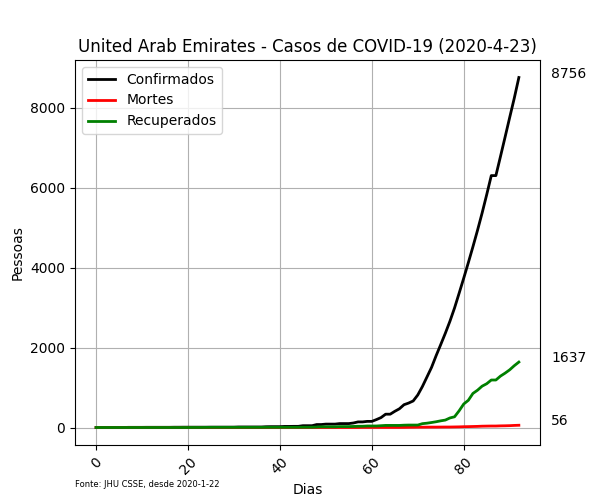 United Arab Emirates - Casos de COVID-19 (2020-4-23)
Confirmados
Mortes
Recuperados
8756
8000
6000
4000
2000
0
1637
56
Pessoas
0
20
40
60
80
Dias
Fonte: JHU CSSE, desde 2020-1-22